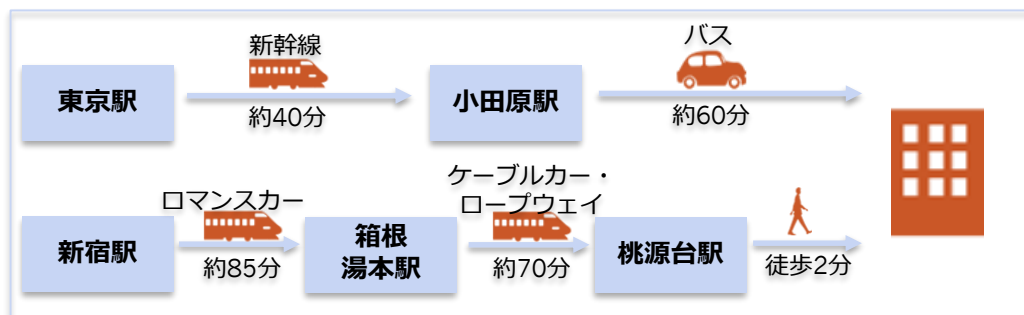 新幹線
バス
東京駅
小田原駅
約40分
約60分
ロマンスカー
ケーブルカー・
ロープウェイ
新宿駅
箱根
湯本駅
桃源台駅
約85分
約70分
徒歩2分